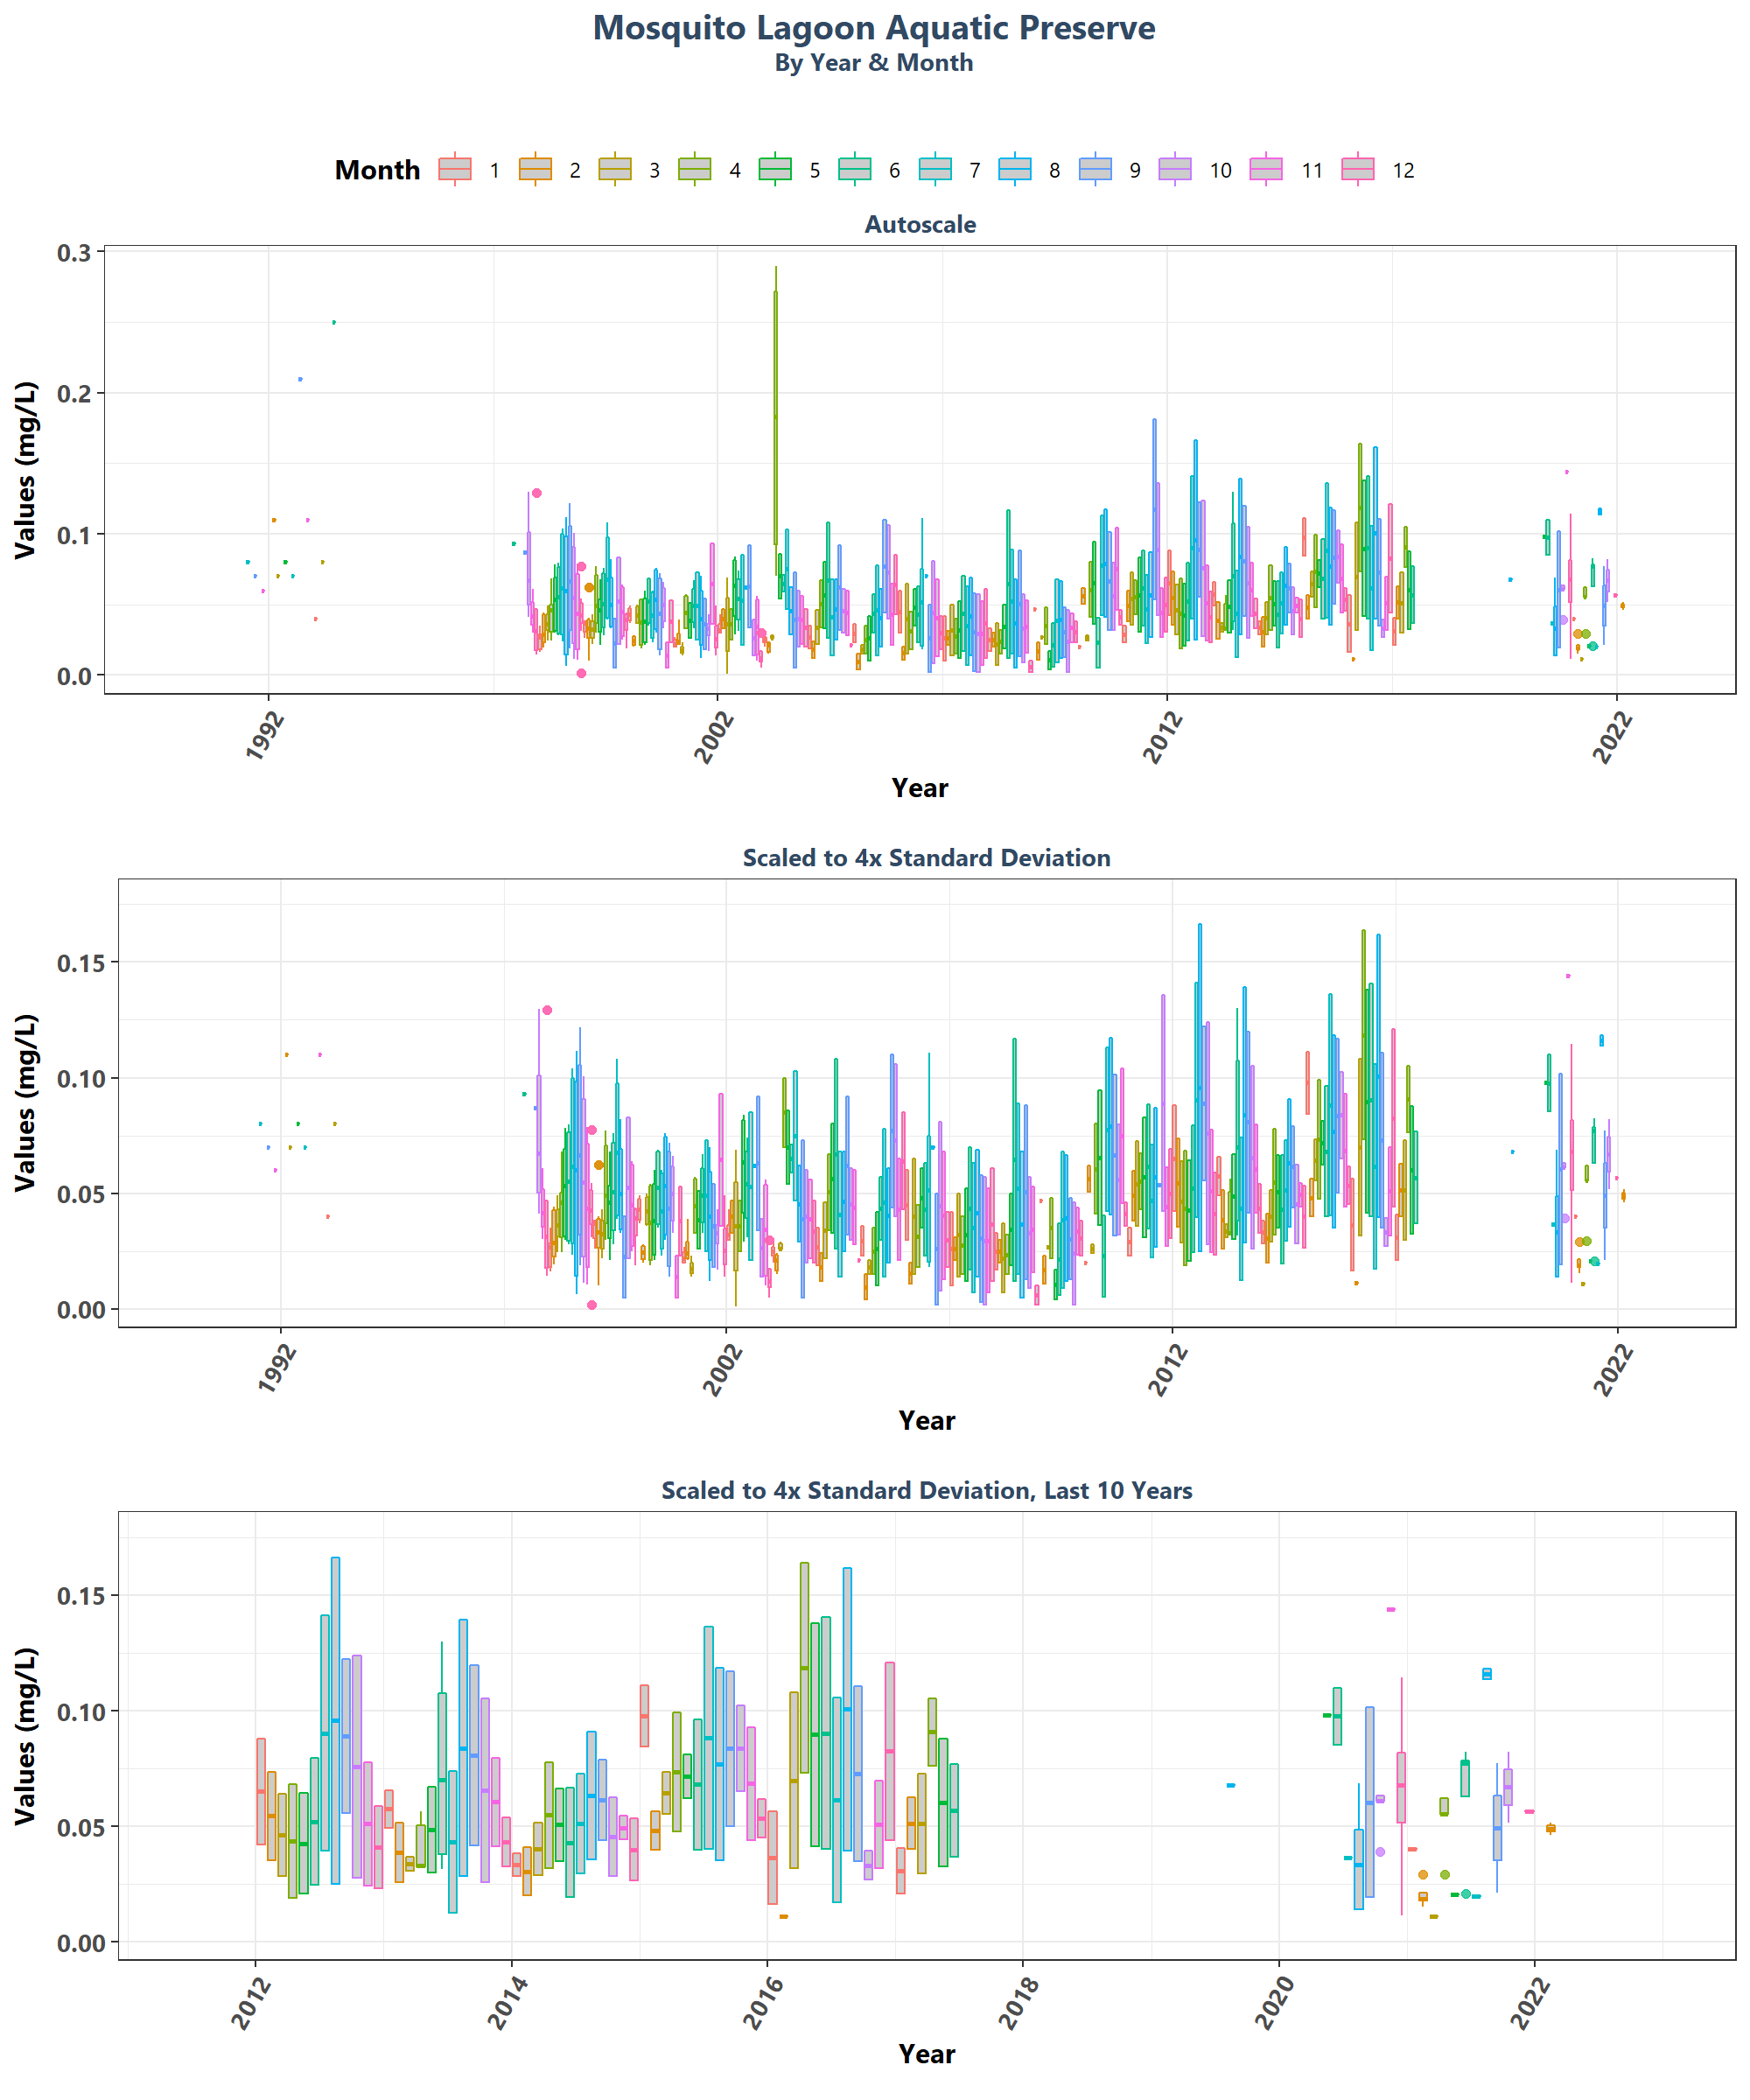 Mosquito Lagoon Aquatic Preserve
By Year & Month
Month 1 2 3 4 5 6 7 8 9 10 11 12
Autoscale
Values (mg/L)
0.3
0.2
0.1
0.0
1992 2002 2012 2022
Year
Scaled to 4x Standard Deviation
Values (mg/L)
0.15
0.10
0.05
0.00
1992 2002 2012 2022
Year
Scaled to 4x Standard Deviation, Last 10 Years
Values (mg/L)
0.15
0.10
0.05
0.00
2012 2014 2016 2018 2020 2022
Year